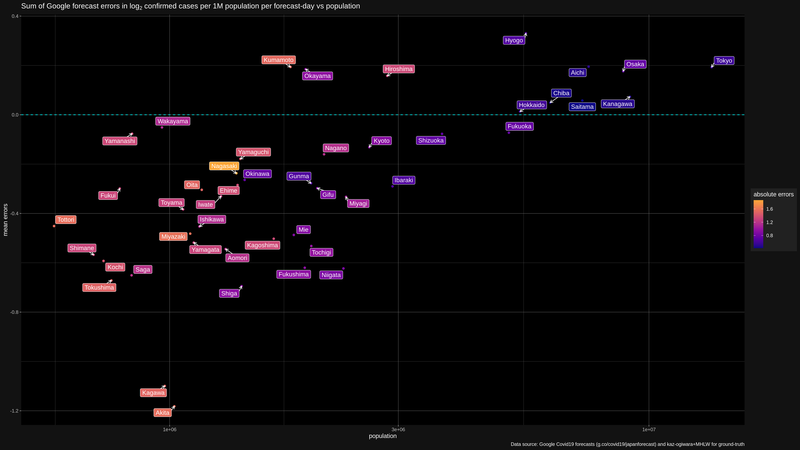 Sum of Google forecast errors in log₂ confirmed cases per 1M population per forecast-day vs population
0.4
Hyogo
Kumamoto
Osaka
Tokyo
Okayama
Hiroshima
Aichi
Chiba
Hokkaido
Saitama
Kanagawa
0.0
Wakayama
Fukuoka
Yamanashi
Nagano
Kyoto
Shizuoka
Yamaguchi
Nagasaki
Okinawa
Gunma
Ibaraki
Oita
Ehime
Fukui
Gifu
Toyama
Iwate
Miyagi
absolute errors
1.6
1.2
0.8
mean errors
-0.4
Tottori
Ishikawa
Mie
Miyazaki
Shimane
Yamagata
Kagoshima
Aomori
Tochigi
Kochi
Saga
Fukushima
Niigata
Tokushima
Shiga
-0.8
Kagawa
Akita
-1.2
1e+06
3e+06
1e+07
population
Data source: Google Covid19 forecasts (g.co/covid19/japanforecast) and kaz-ogiwara+MHLW for ground-truth